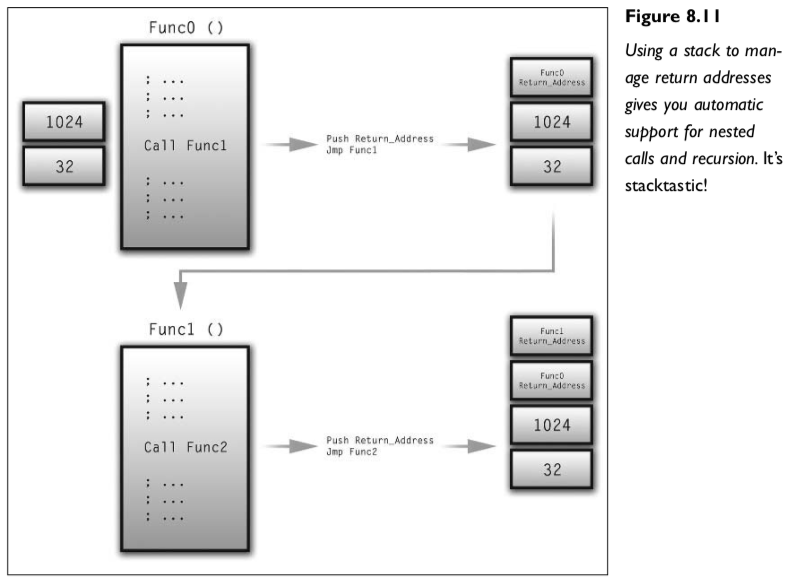 Func0 ()
; ...
; ...
; ...
Call Func1
; ...
; ...
; ...
1024
32
Push Return_Address
Jmp Func1
Func0
Return_Address
1024
32
Func1 ()
; ...
; ...
; ...
Call Func2
; ...
; ...
; ...
Push Return_Address
Jmp Func2
Func1
Return_Address
Func0
Return_Address
1024
32
Figure 8.11
Using a stack to man-
age return addresses
gives you automatic
support for nested
calls and recursion. It's
stacktastic!